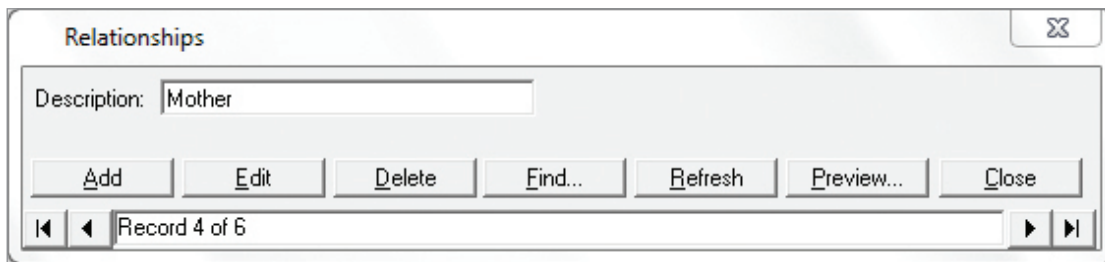 Relationships
Description: Mother
Add Edit Delete Find... Refresh Preview... Close
Record 4 of 6